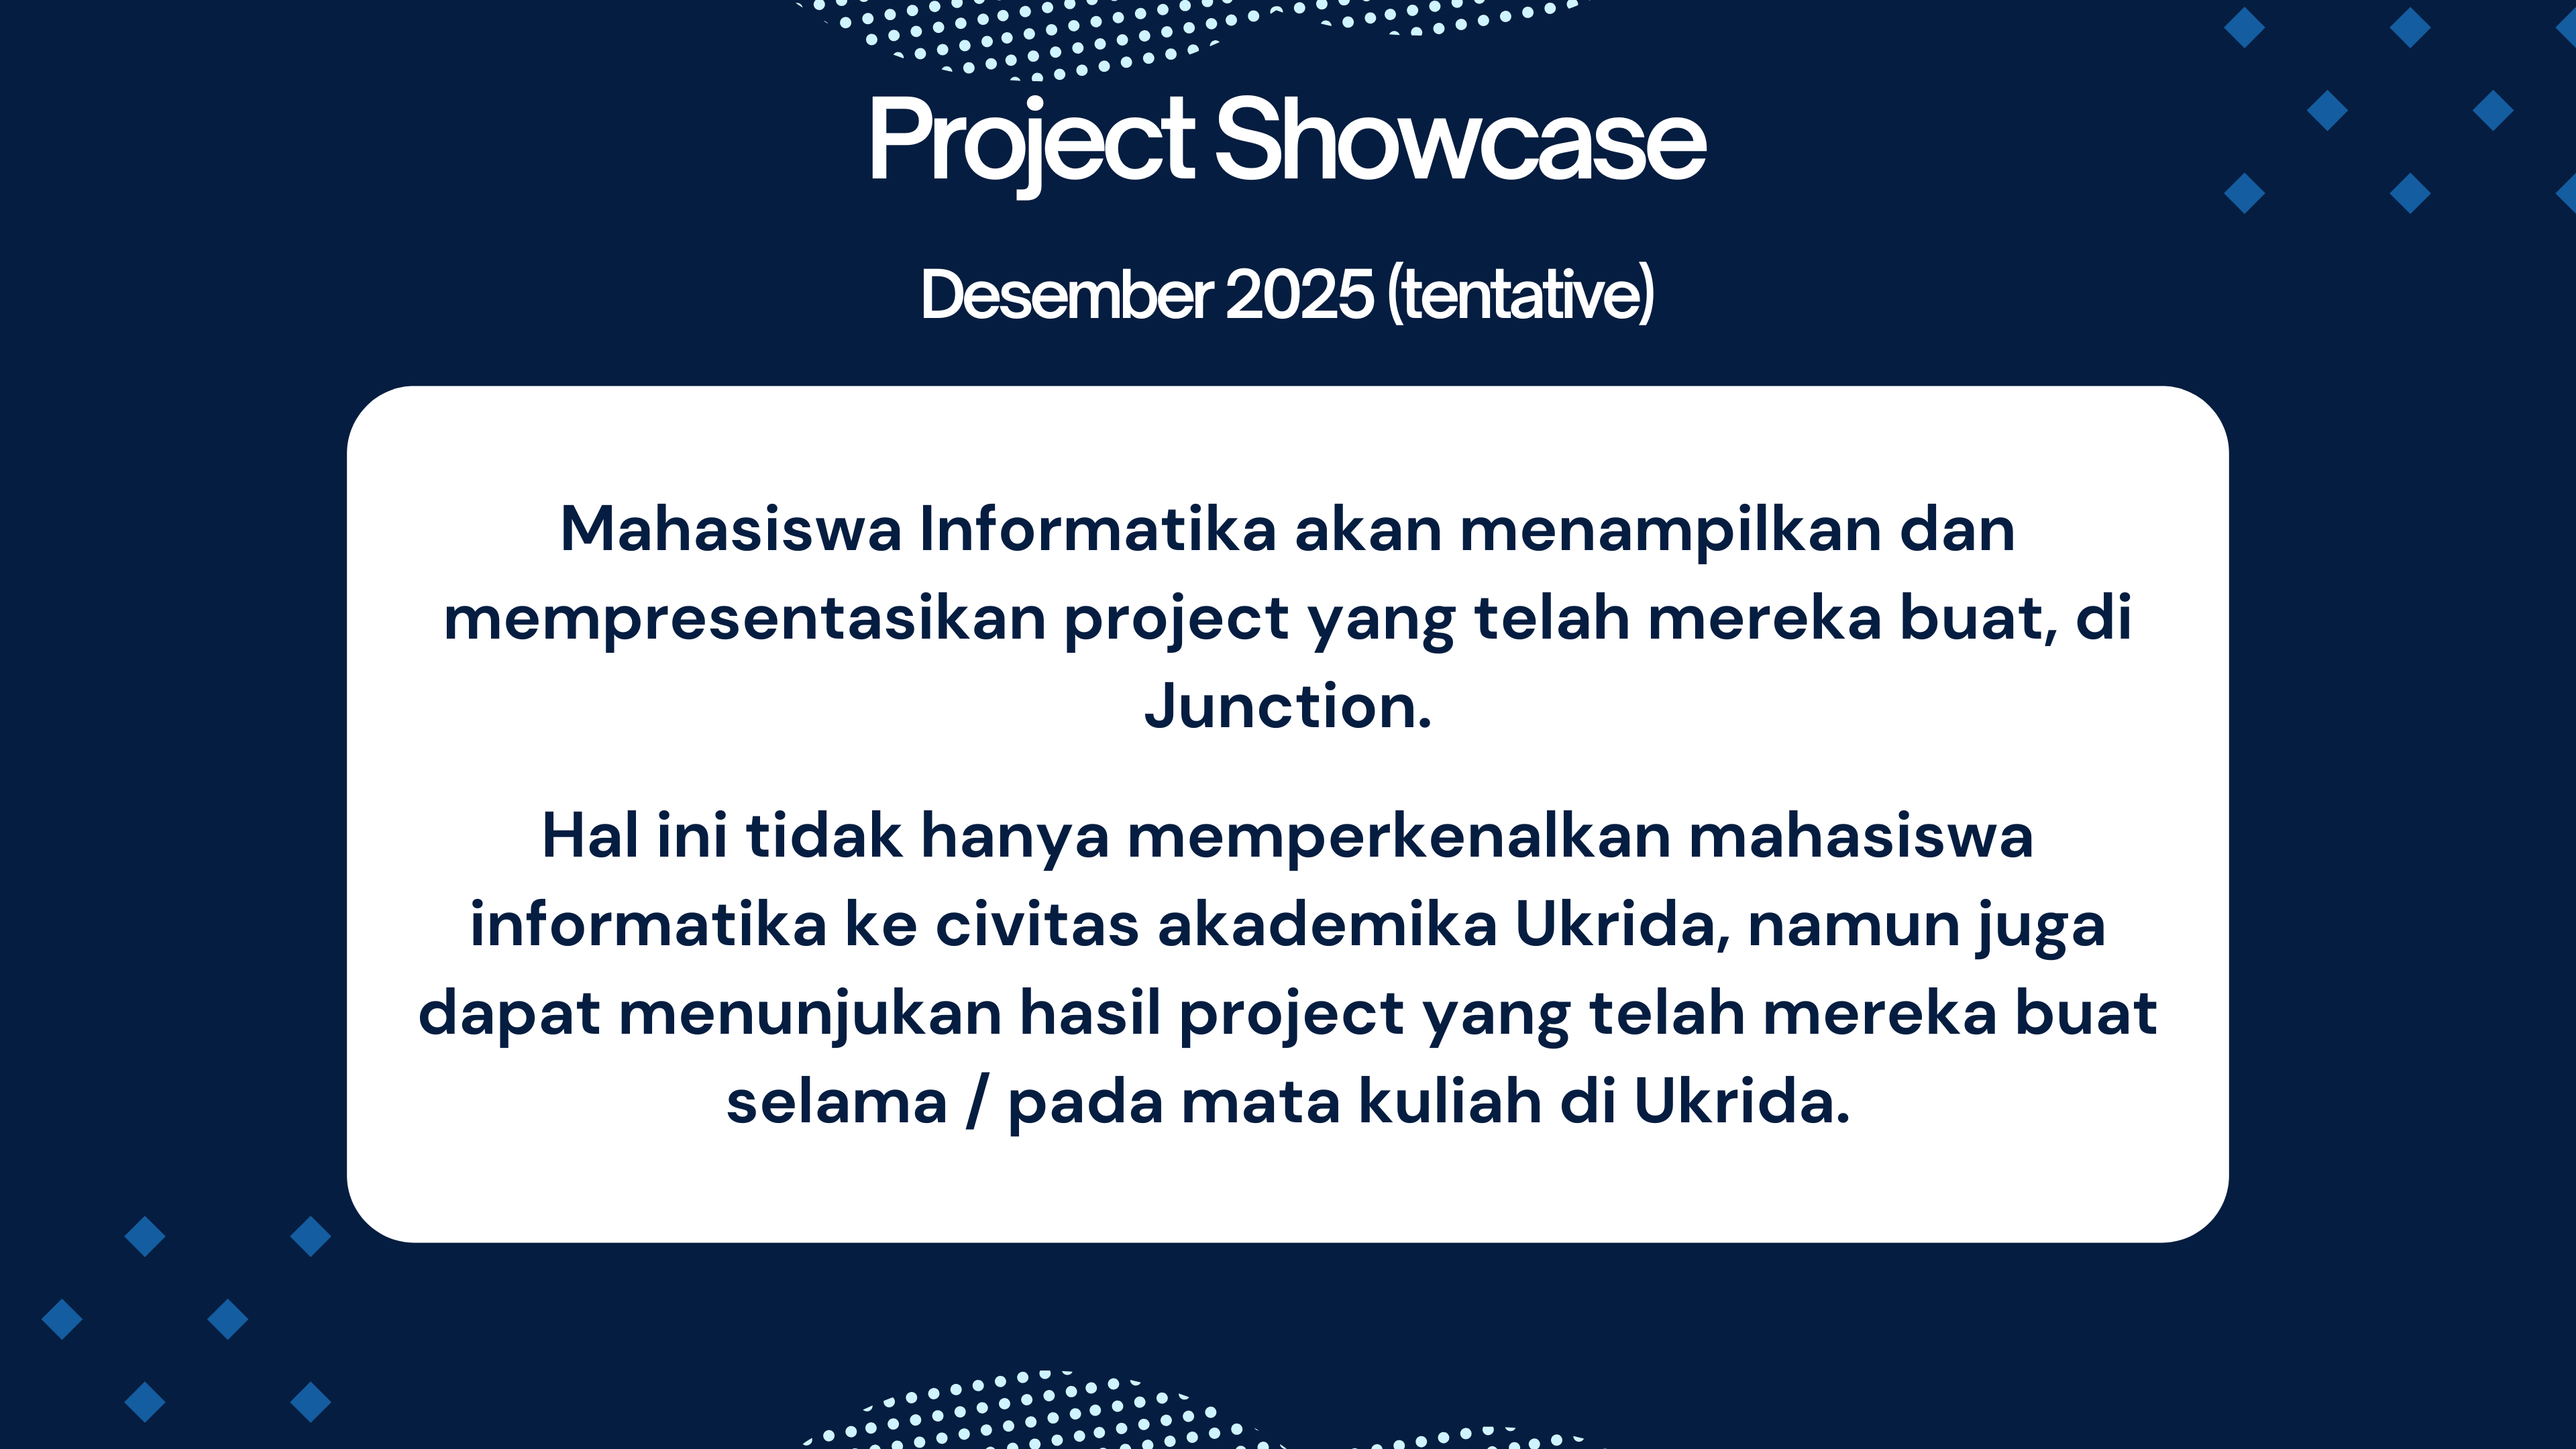 Project Showcase
Desember 2025 (tentative)
Mahasiswa Informatika akan menampilkan dan
mempresentasikan project yang telah mereka buat, di
Junction.
Hal ini tidak hanya memperkenalkan mahasiswa
informatika ke civitas akademika Ukrida, namun juga
dapat menunjukan hasil project yang telah mereka buat
selama / pada mata kuliah di Ukrida.